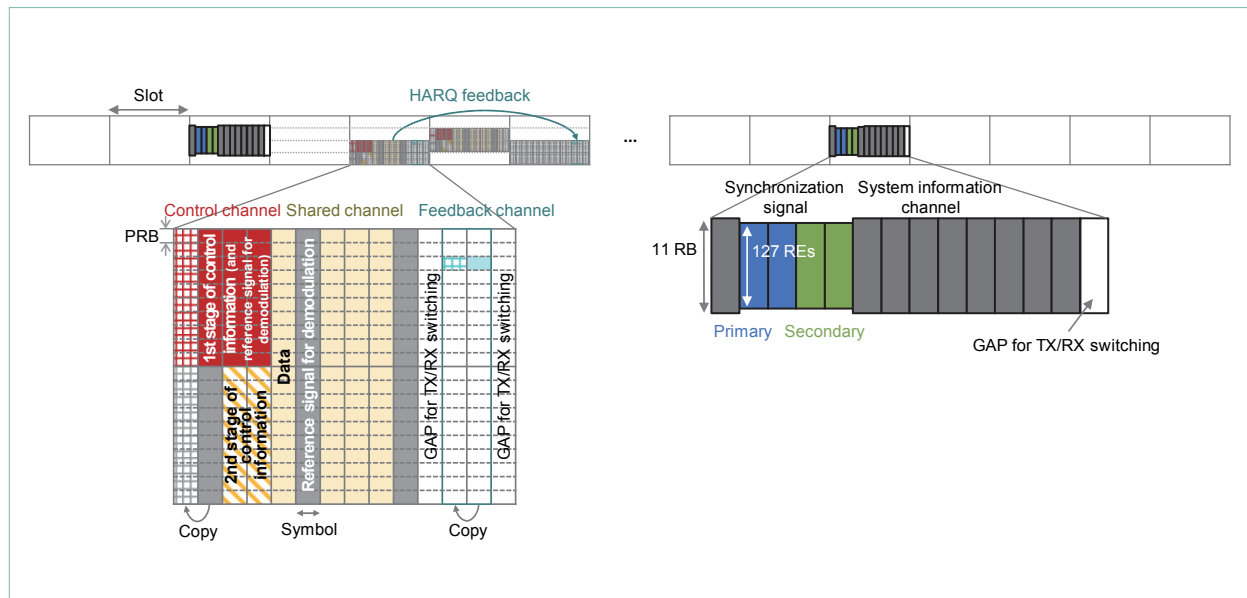 Slot
HARQ feedback
...
Control channel
Shared channel
Feedback channel
PRB
1st stage of control
information (and
reference signal for
demodulation)
2nd stage of
control
information
Data
Reference signal for demodulation
GAP for TX/RX switching
GAP for TX/RX switching
Copy
Symbol
Copy
Synchronization
signal
System information
channel
11 RB
127 REs
Primary
Secondary
GAP for TX/RX switching